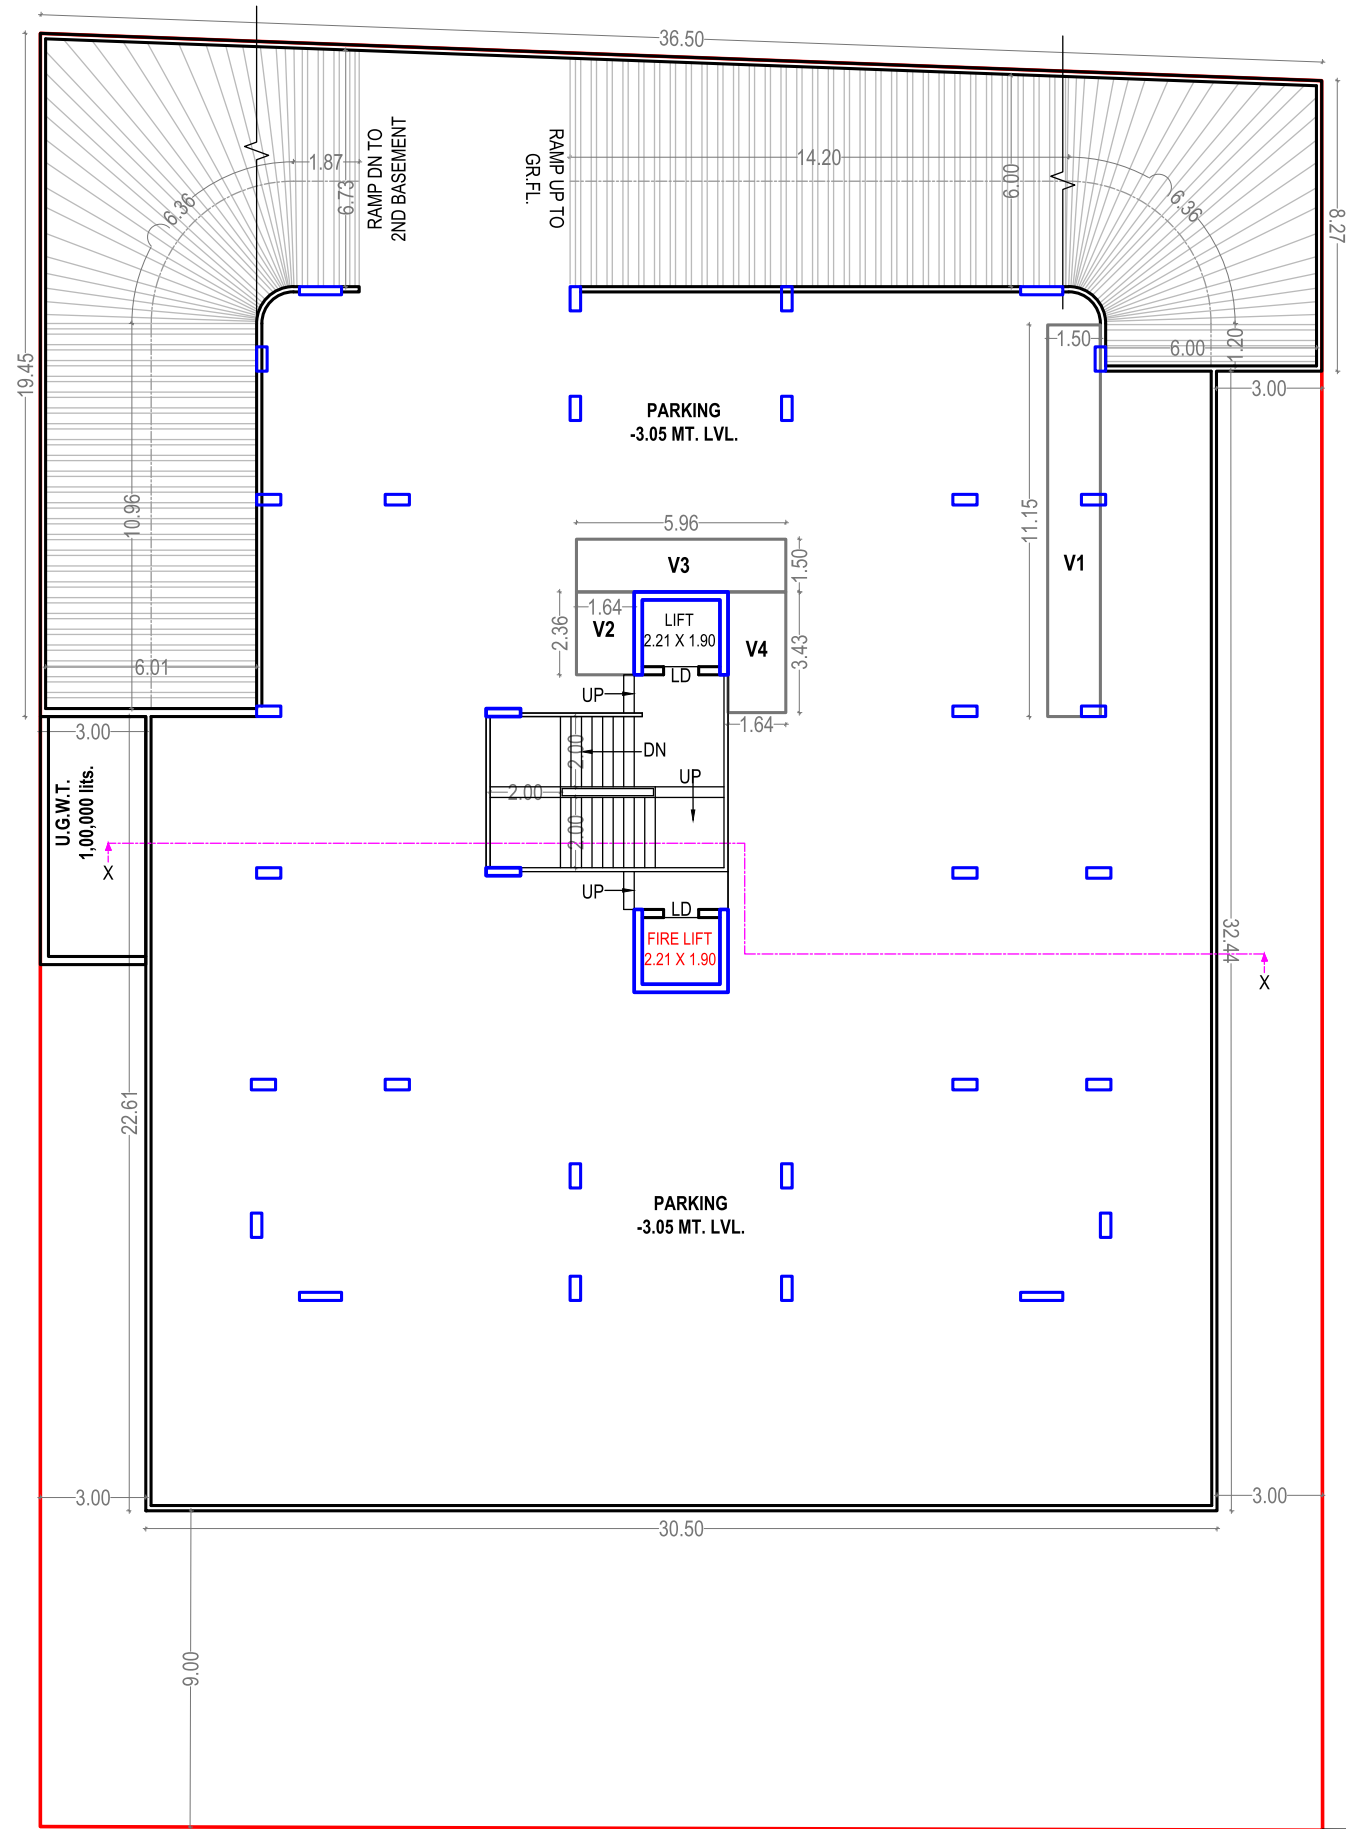 36.50
RAMP DN TO
2ND BASEMENT
RAMP UP TO
GR.FL.
1.87
6.73
6.36
14.20
6.00
6.36
8.27
19.45
1.50
6.00
1.20
3.00
PARKING
-3.05 MT. LVL.
10.96
11.15
5.96
V3
1.50
V1
1.64
V2
2.36
LIFT
2.21 X 1.90
V4
3.43
LD
UP
1.64
6.01
3.00
DN
2.00
UP
2.00
2.00
U.G.W.T.
1,00,000 lits.
X
UP
LD
FIRE LIFT
2.21 X 1.90
32.44
X
22.61
PARKING
-3.05 MT. LVL.
3.00
3.00
30.50
9.00